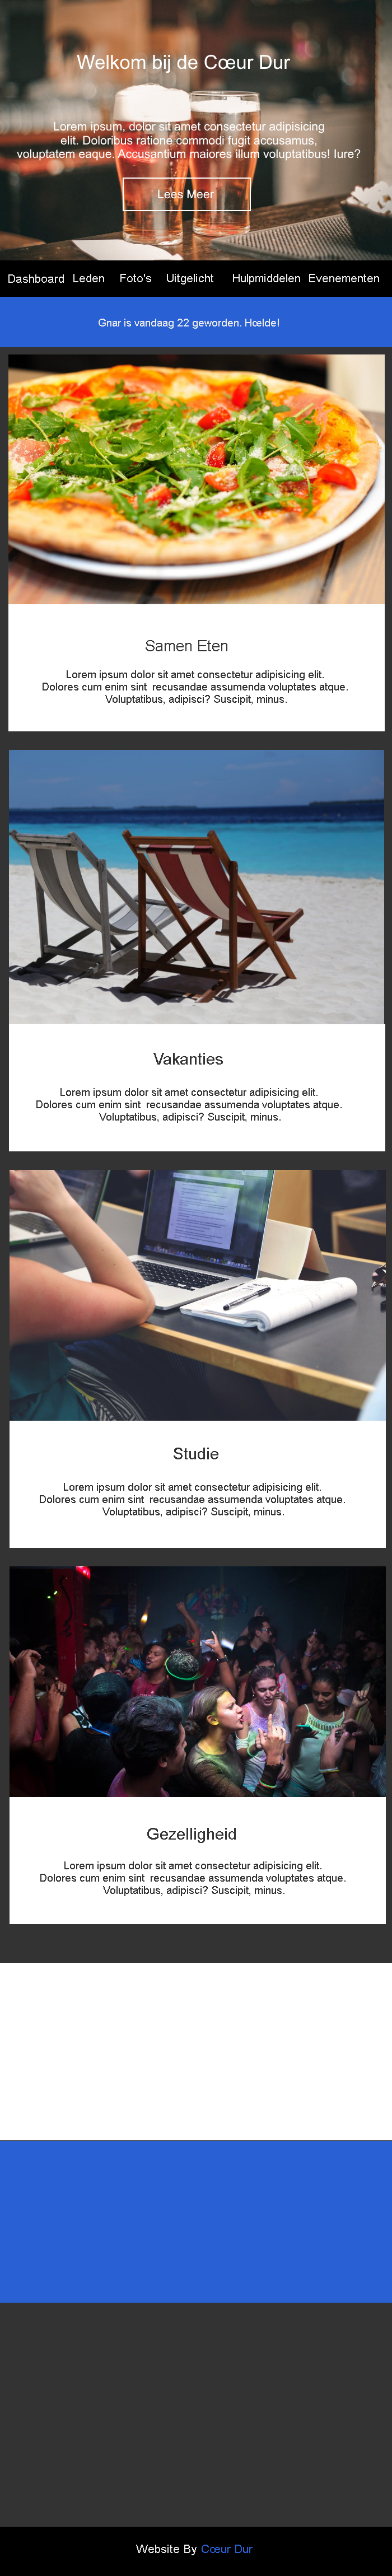 Welkom bij de Cœur Dur
Lorem ipsum, dolor sit amet consectetur adipisicing
elit. Doloribus ratione commodi fugit accusamus,
voluptatem eaque. Accusantium maiores illum voluptatibus! Iure?
Lees Meer
Dashboard Leden Foto's Uitgelicht Hulpmiddelen Evenementen
Gnar is vandaag 22 geworden. Hœlde!
Samen Eten
Lorem ipsum dolor sit amet consectetur adipisicing elit.
Dolores cum enim sint recusandae assumenda voluptates atque.
Voluptatibus, adipisci? Suscipit, minus.
Vakanties
Lorem ipsum dolor sit amet consectetur adipisicing elit.
Dolores cum enim sint recusandae assumenda voluptates atque.
Voluptatibus, adipisci? Suscipit, minus.
Studie
Lorem ipsum dolor sit amet consectetur adipisicing elit.
Dolores cum enim sint recusandae assumenda voluptates atque.
Voluptatibus, adipisci? Suscipit, minus.
Gezelligheid
Lorem ipsum dolor sit amet consectetur adipisicing elit.
Dolores cum enim sint recusandae assumenda voluptates atque.
Voluptatibus, adipisci? Suscipit, minus.
Website By Cœur Dur